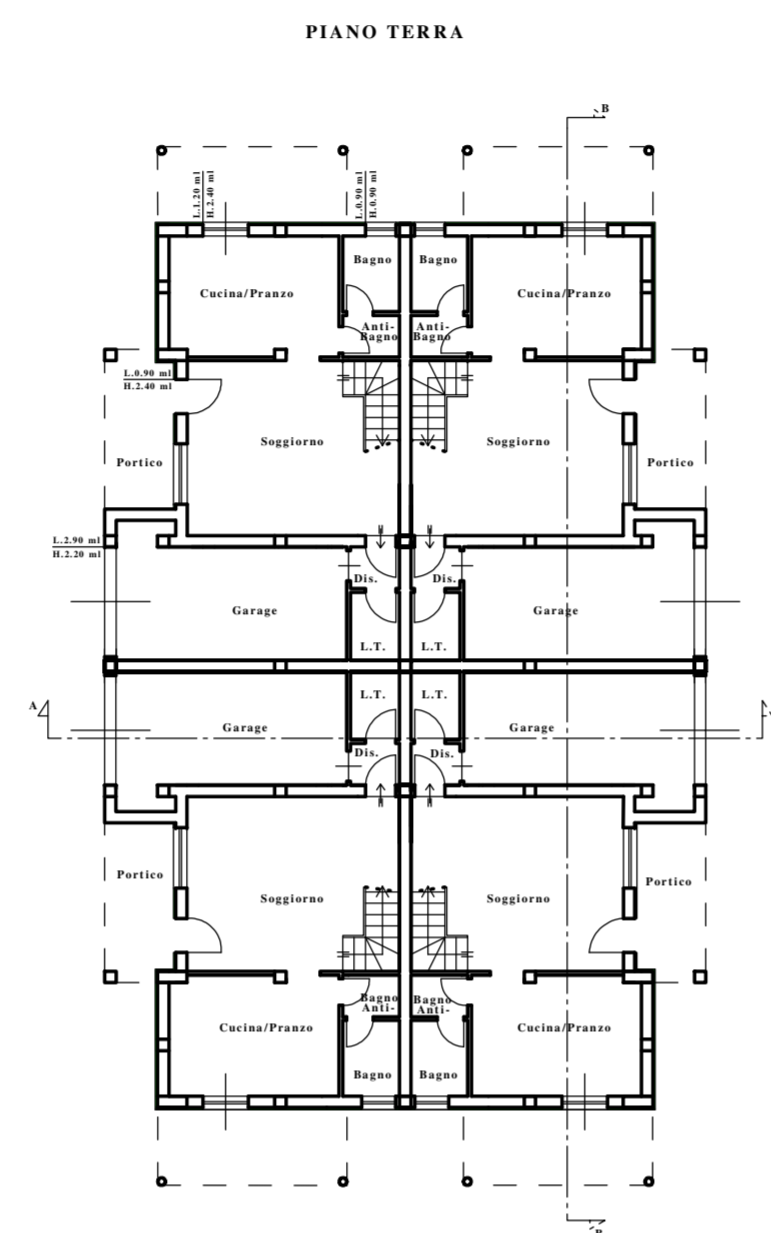 PIANO TERRA
B
L.1.20 ml
H.2.40 ml
L.0.90 ml
H.0.90 ml
Bagno
Bagno
Cucina/Pranzo
Cucina/Pranzo
Anti-
Bagno
Anti-
Bagno
L.0.90 ml
H.2.40 ml
Soggiorno
Soggiorno
Portico
Portico
L.2.90 ml
H.2.20 ml
Dis.
Dis.
Garage
Garage
L.T.
L.T.
L.T.
L.T.
A
Garage
Garage
Dis.
Dis.
Portico
Portico
Soggiorno
Soggiorno
Bagno
Anti-
Bagno
Anti-
Cucina/Pranzo
Cucina/Pranzo
Bagno
Bagno